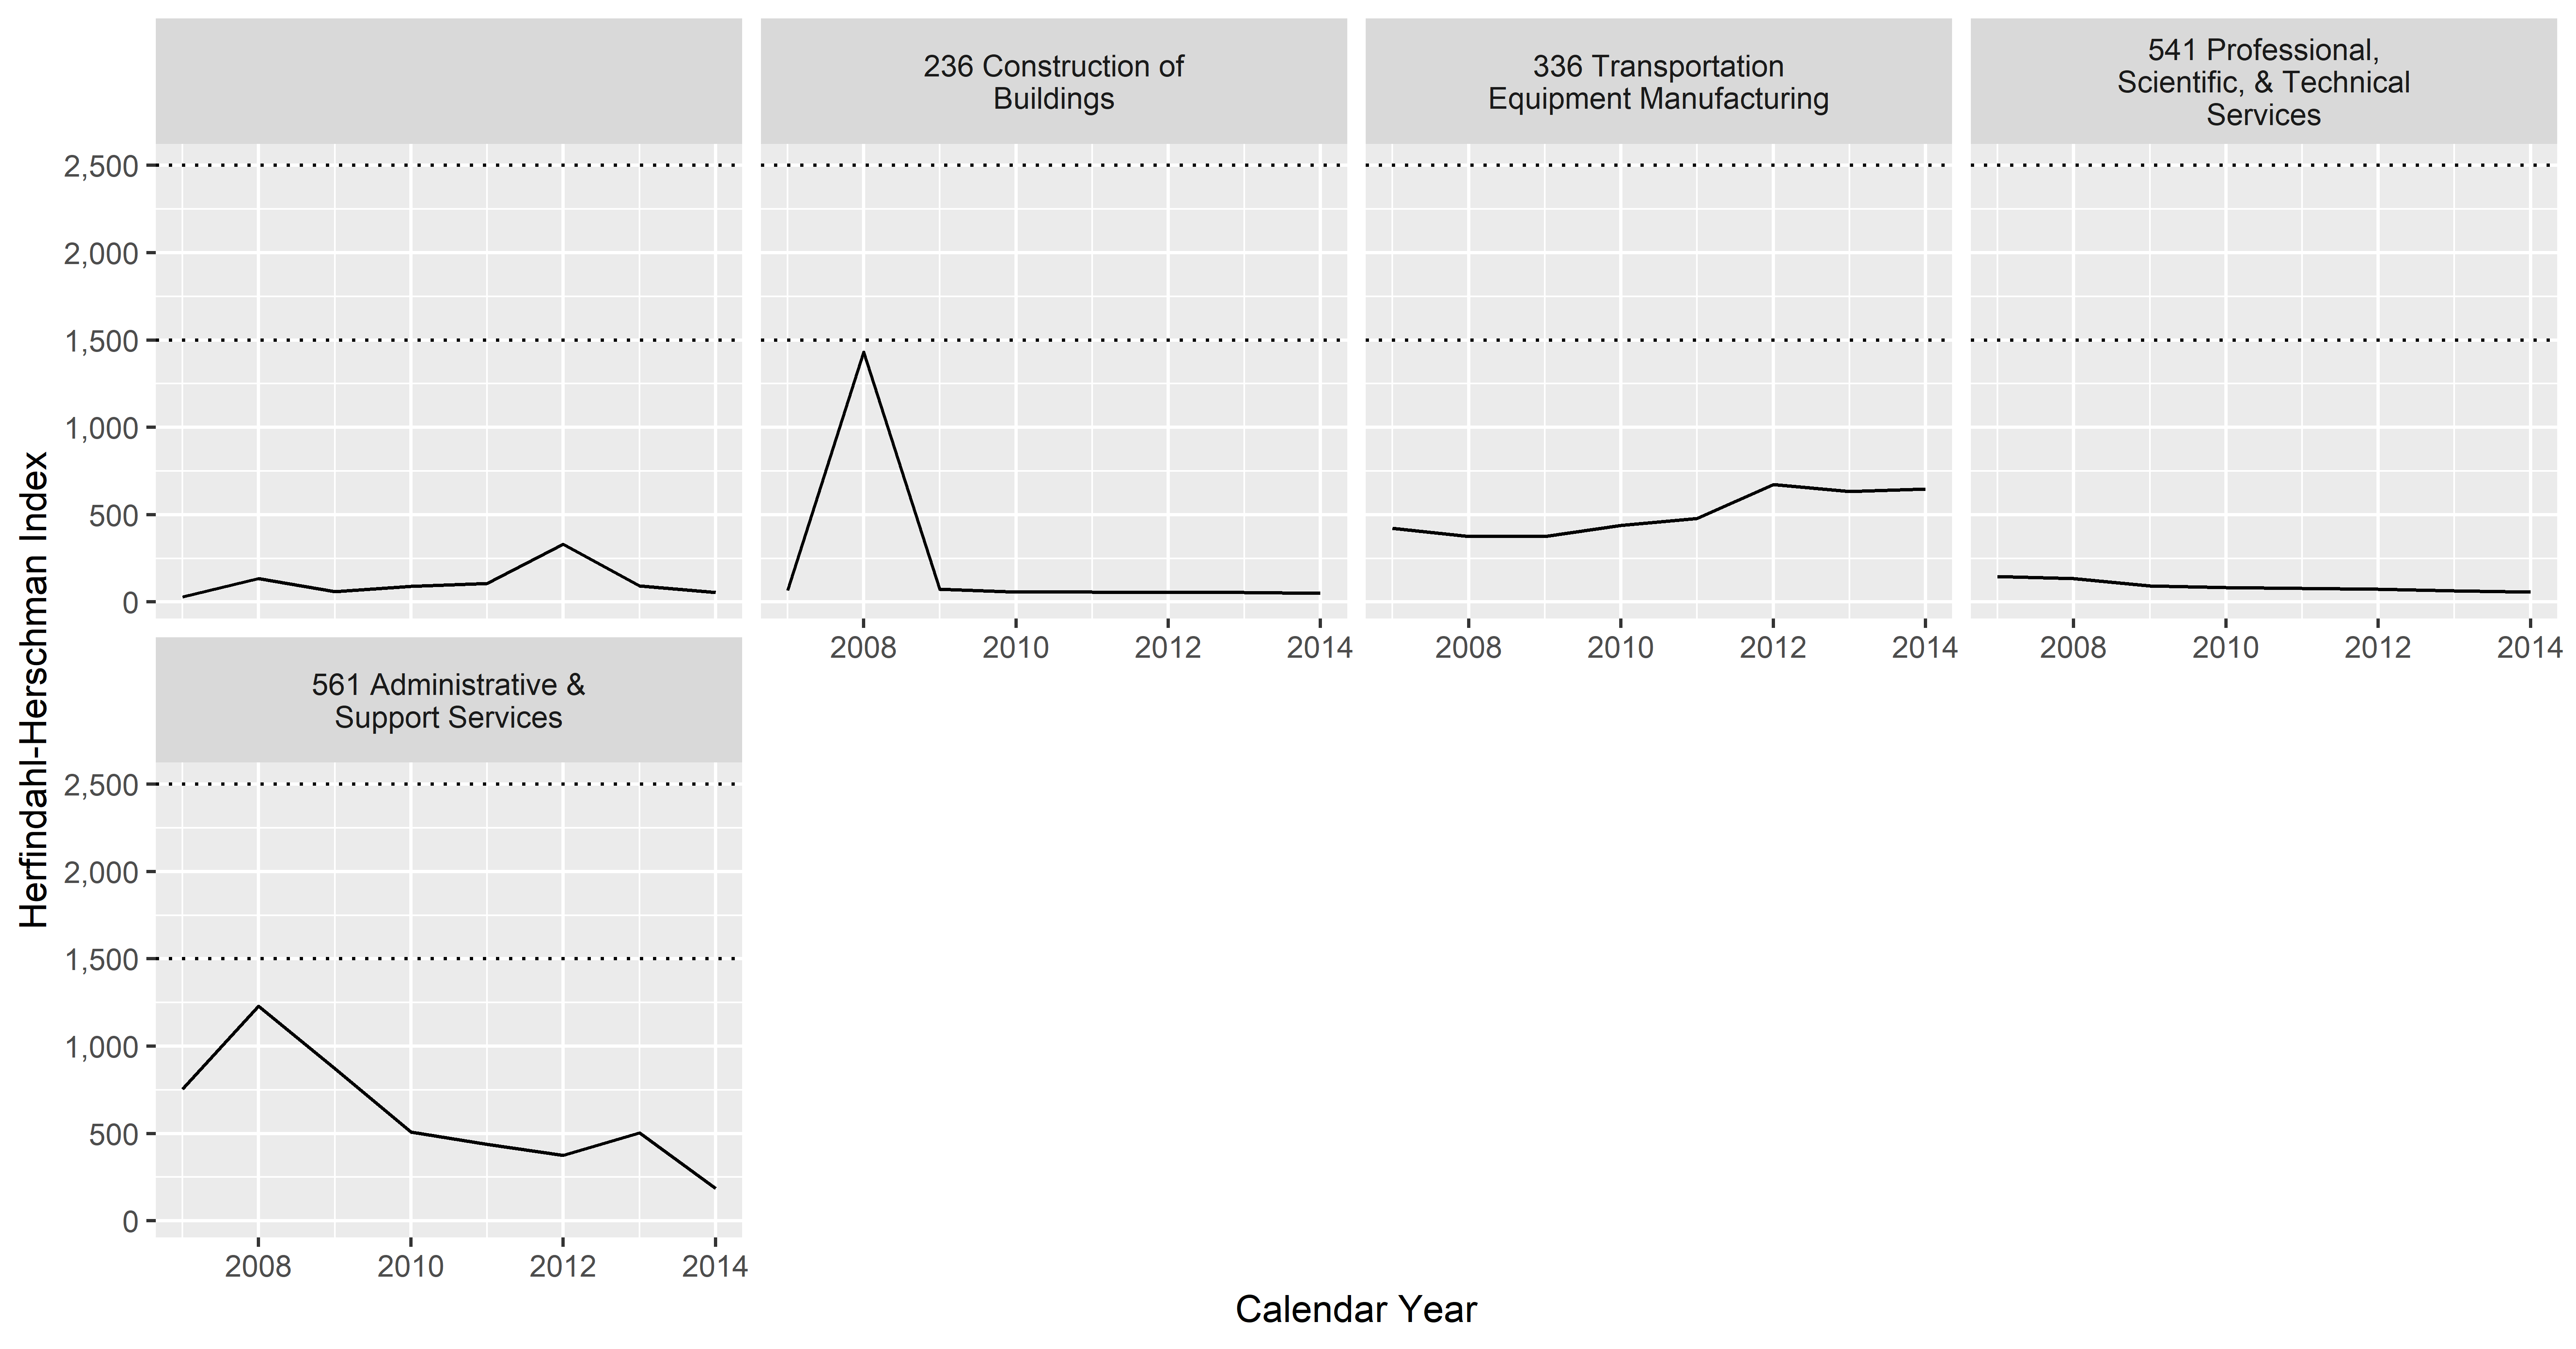 236 Construction of
Buildings
336 Transportation
Equipment Manufacturing
541 Professional,
Scientific, & Technical
Services
2,500
2,000
1,500
1,000
500
0
2008 2010 2012 2014
2008 2010 2012 2014
2008 2010 2012 2014
561 Administrative &
Support Services
2,500
2,000
1,500
1,000
500
0
2008 2010 2012 2014
Herfindahl-Herschman Index
Calendar Year